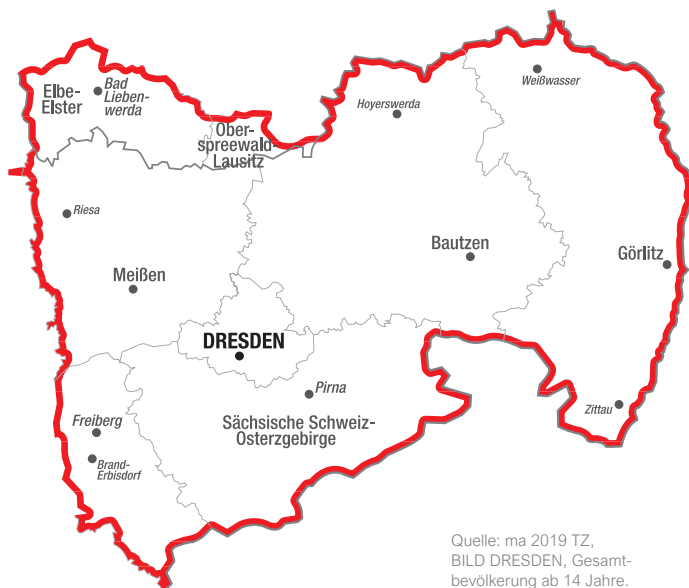 Elbe-
Elster
Bad
Lieben-
werda
Ober-
spreewald-
Lausitz
Hoyerswerda
Weißwasser
Riesa
Meißen
Bautzen
Görlitz
DRESDEN
Pirna
Sächsische Schweiz-
Osterzgebirge
Zittau
Freiberg
Brand-
Erbisdorf
Quelle: ma 2019 TZ,
BILD DRESDEN, Gesamt-
bevölkerung ab 14 Jahre.